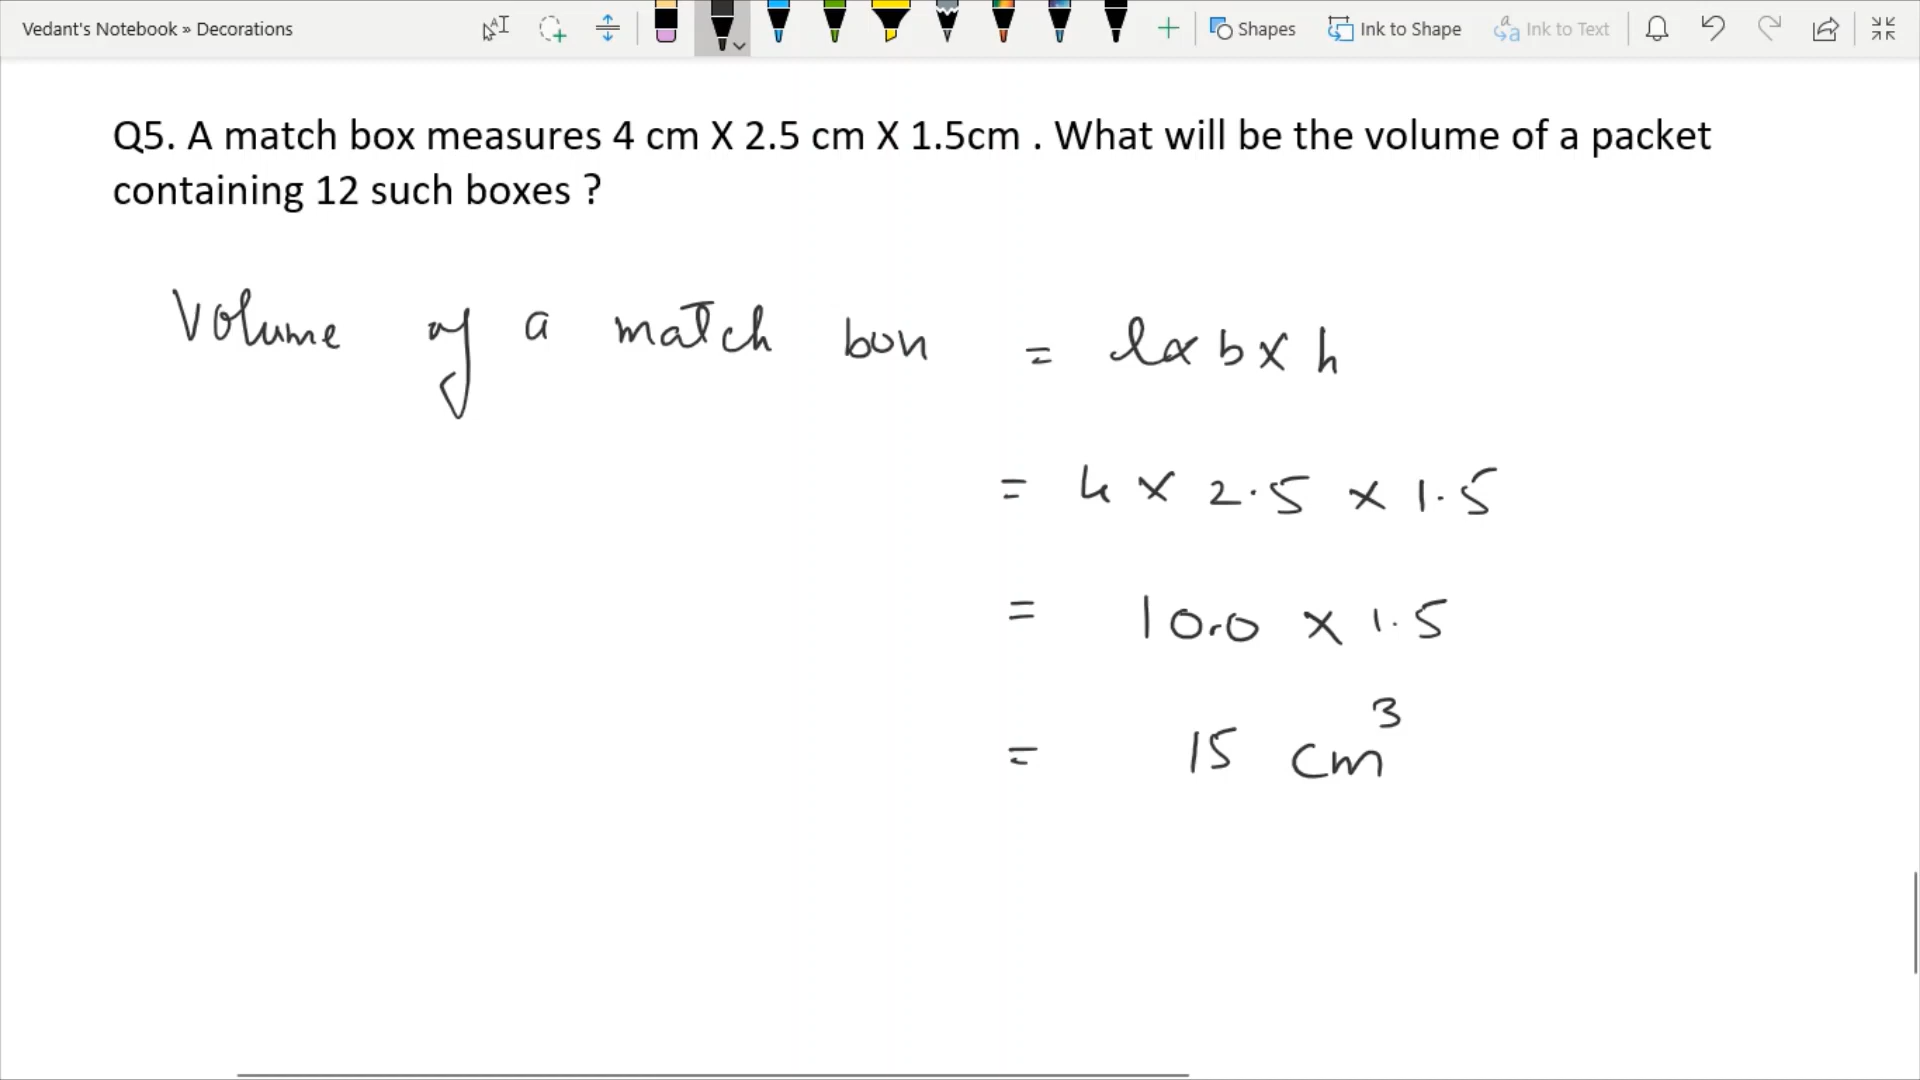 Vedant's Notebook » Decorations
Shapes
Ink to Shape
Ink to Text
Q5. A match box measures 4 cm X 2.5 cm X 1.5cm . What will be the volume of a packet
containing 12 such boxes ?
Volume of a match box = l x b x h
= 4 x 2.5 x 1.5
= 10.0 x 1.5
= 15 cm³